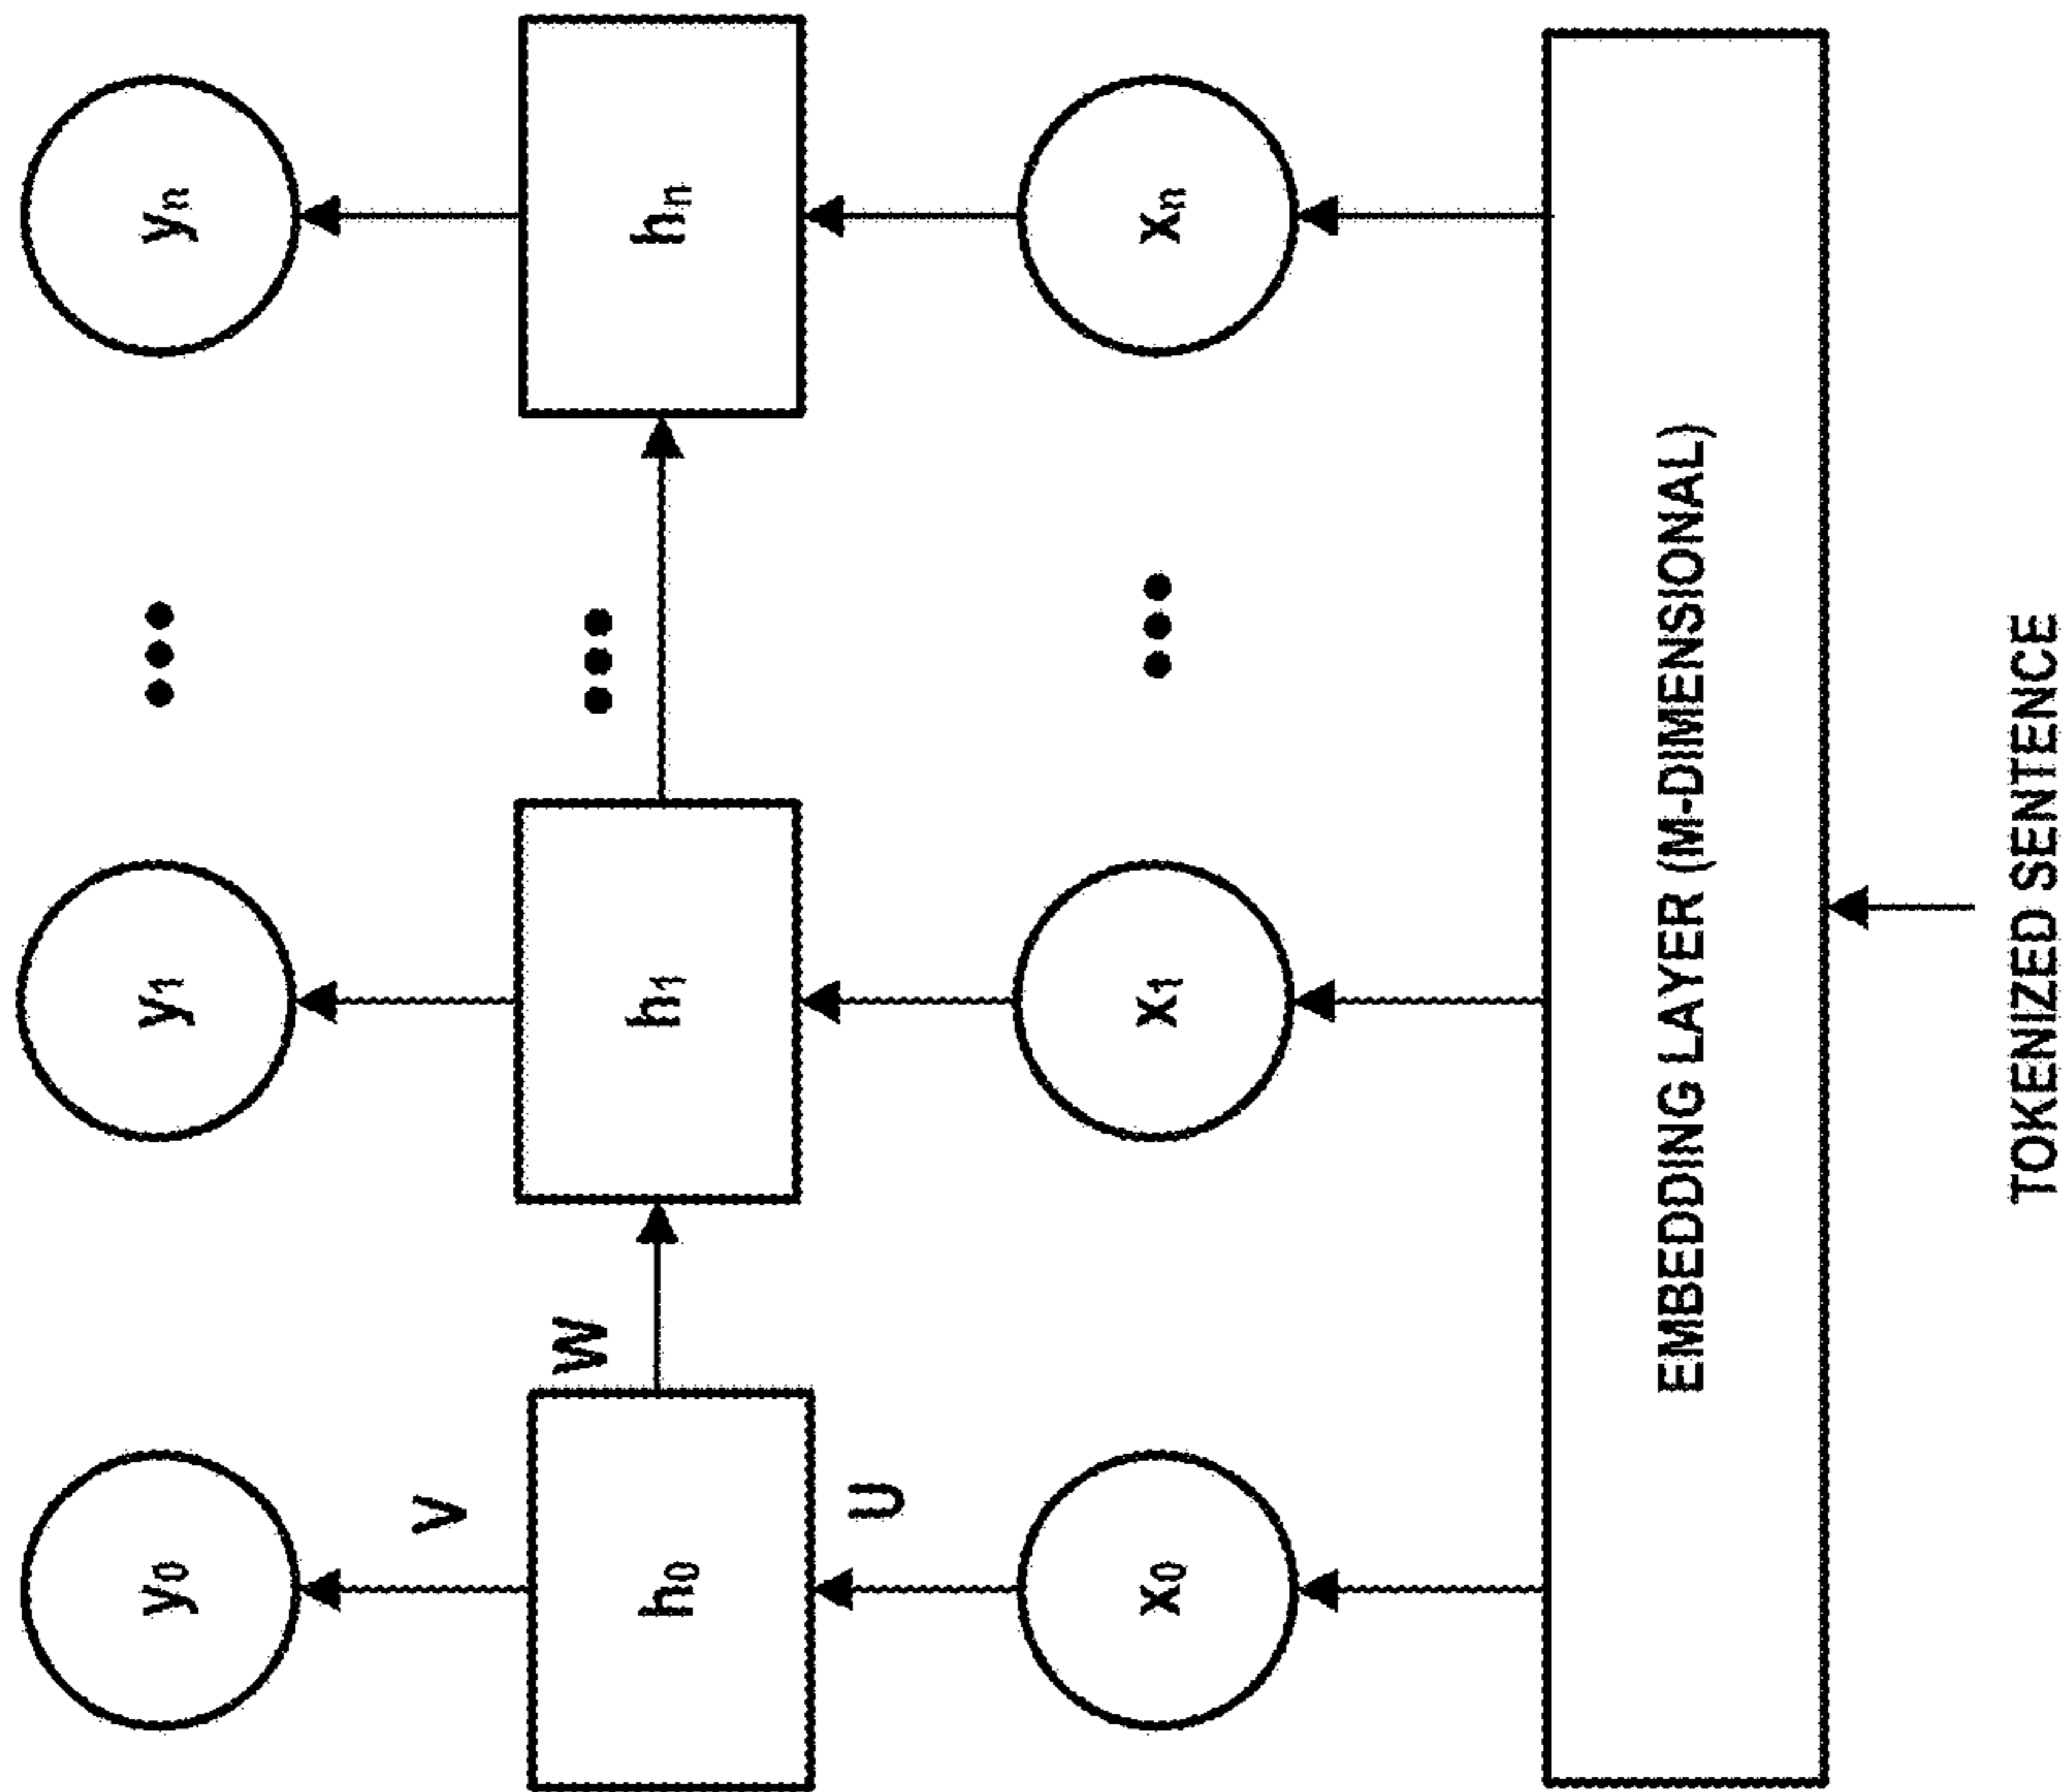 y₀ y₁ ••• yₙ
V
W •••
h₀ h₁ hₙ
U
x₀ x₁ ••• xₙ
EMBEDDING LAYER (M-DIMENSIONAL)
TOKENIZED SENTENCE